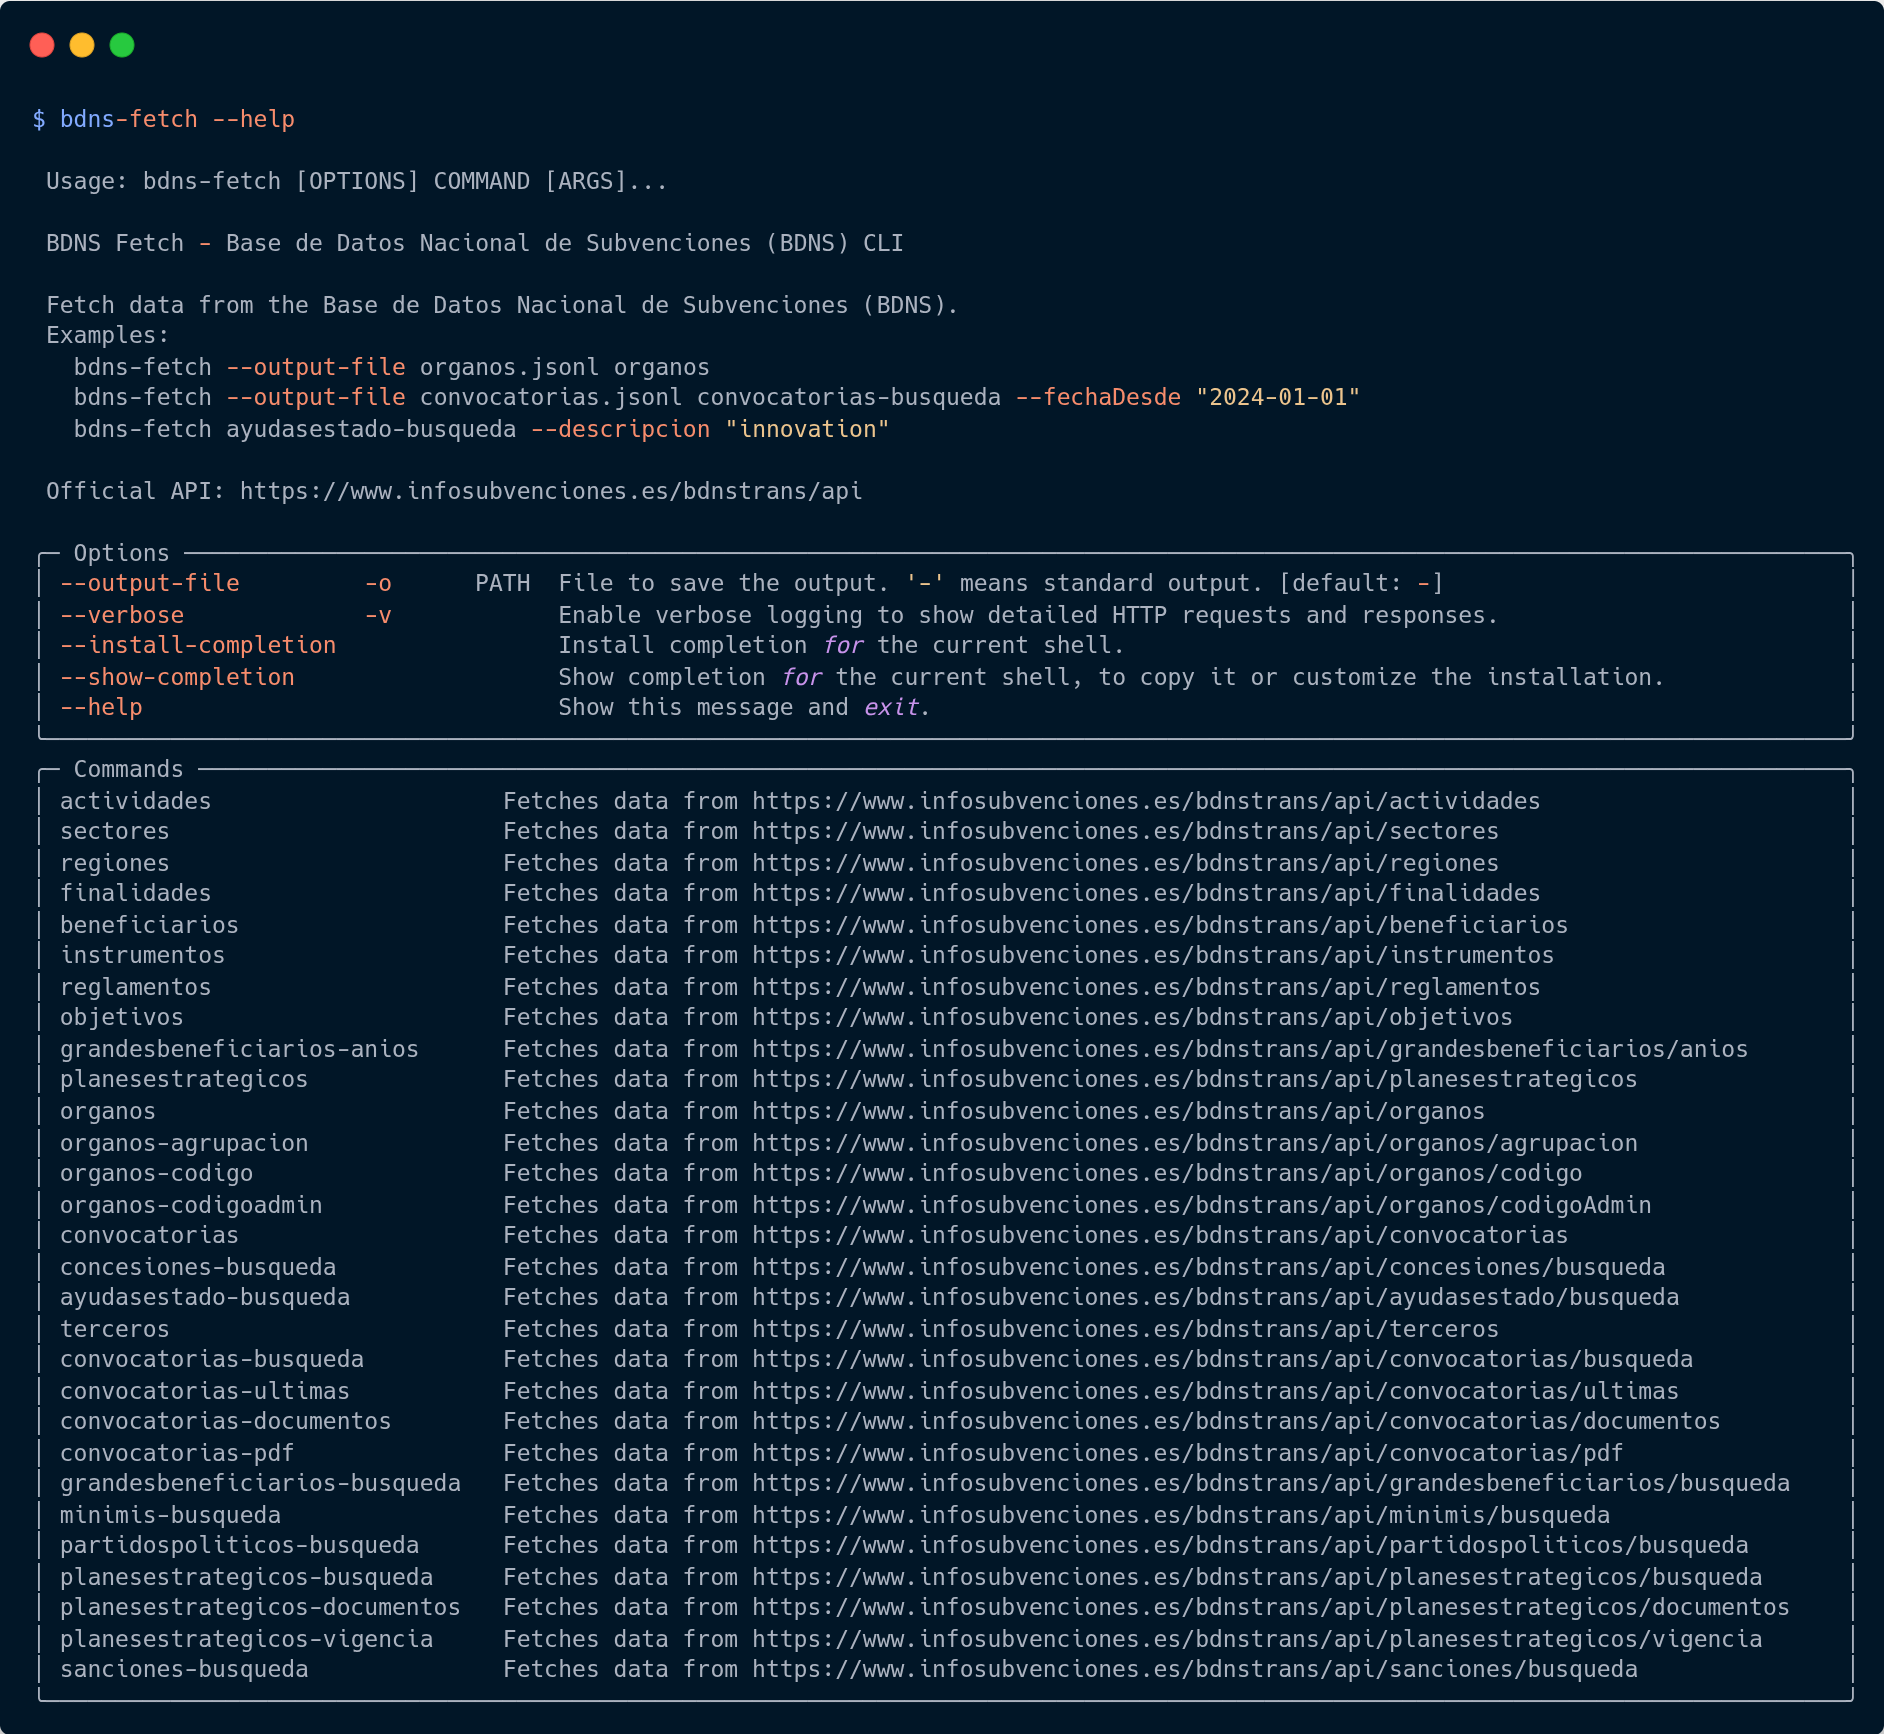 $ bdns-fetch --help
Usage: bdns-fetch [OPTIONS] COMMAND [ARGS]...
BDNS Fetch - Base de Datos Nacional de Subvenciones (BDNS) CLI
Fetch data from the Base de Datos Nacional de Subvenciones (BDNS).
Examples:
bdns-fetch --output-file organos.jsonl organos
bdns-fetch --output-file convocatorias.jsonl convocatorias-busqueda --fechaDesde "2024-01-01"
bdns-fetch ayudasestado-busqueda --descripcion "innovation"
Official API: https://www.infosubvenciones.es/bdnstrans/api
Options
--output-file -o PATH File to save the output. '-' means standard output. [default: -]
--verbose -v Enable verbose logging to show detailed HTTP requests and responses.
--install-completion Install completion for the current shell.
--show-completion Show completion for the current shell, to copy it or customize the installation.
--help Show this message and exit.
Commands
actividades Fetches data from https://www.infosubvenciones.es/bdnstrans/api/actividades
sectores Fetches data from https://www.infosubvenciones.es/bdnstrans/api/sectores
regiones Fetches data from https://www.infosubvenciones.es/bdnstrans/api/regiones
finalidades Fetches data from https://www.infosubvenciones.es/bdnstrans/api/finalidades
beneficiarios Fetches data from https://www.infosubvenciones.es/bdnstrans/api/beneficiarios
instrumentos Fetches data from https://www.infosubvenciones.es/bdnstrans/api/instrumentos
reglamentos Fetches data from https://www.infosubvenciones.es/bdnstrans/api/reglamentos
objetivos Fetches data from https://www.infosubvenciones.es/bdnstrans/api/objetivos
grandesbeneficiarios-anios Fetches data from https://www.infosubvenciones.es/bdnstrans/api/grandesbeneficiarios/anios
planesestrategicos Fetches data from https://www.infosubvenciones.es/bdnstrans/api/planesestrategicos
organos Fetches data from https://www.infosubvenciones.es/bdnstrans/api/organos
organos-agrupacion Fetches data from https://www.infosubvenciones.es/bdnstrans/api/organos/agrupacion
organos-codigo Fetches data from https://www.infosubvenciones.es/bdnstrans/api/organos/codigo
organos-codigoadmin Fetches data from https://www.infosubvenciones.es/bdnstrans/api/organos/codigoAdmin
convocatorias Fetches data from https://www.infosubvenciones.es/bdnstrans/api/convocatorias
concesiones-busqueda Fetches data from https://www.infosubvenciones.es/bdnstrans/api/concesiones/busqueda
ayudasestado-busqueda Fetches data from https://www.infosubvenciones.es/bdnstrans/api/ayudasestado/busqueda
terceros Fetches data from https://www.infosubvenciones.es/bdnstrans/api/terceros
convocatorias-busqueda Fetches data from https://www.infosubvenciones.es/bdnstrans/api/convocatorias/busqueda
convocatorias-ultimas Fetches data from https://www.infosubvenciones.es/bdnstrans/api/convocatorias/ultimas
convocatorias-documentos Fetches data from https://www.infosubvenciones.es/bdnstrans/api/convocatorias/documentos
convocatorias-pdf Fetches data from https://www.infosubvenciones.es/bdnstrans/api/convocatorias/pdf
grandesbeneficiarios-busqueda Fetches data from https://www.infosubvenciones.es/bdnstrans/api/grandesbeneficiarios/busqueda
minimis-busqueda Fetches data from https://www.infosubvenciones.es/bdnstrans/api/minimis/busqueda
partidospoliticos-busqueda Fetches data from https://www.infosubvenciones.es/bdnstrans/api/partidospoliticos/busqueda
planesestrategicos-busqueda Fetches data from https://www.infosubvenciones.es/bdnstrans/api/planesestrategicos/busqueda
planesestrategicos-documentos Fetches data from https://www.infosubvenciones.es/bdnstrans/api/planesestrategicos/documentos
planesestrategicos-vigencia Fetches data from https://www.infosubvenciones.es/bdnstrans/api/planesestrategicos/vigencia
sanciones-busqueda Fetches data from https://www.infosubvenciones.es/bdnstrans/api/sanciones/busqueda